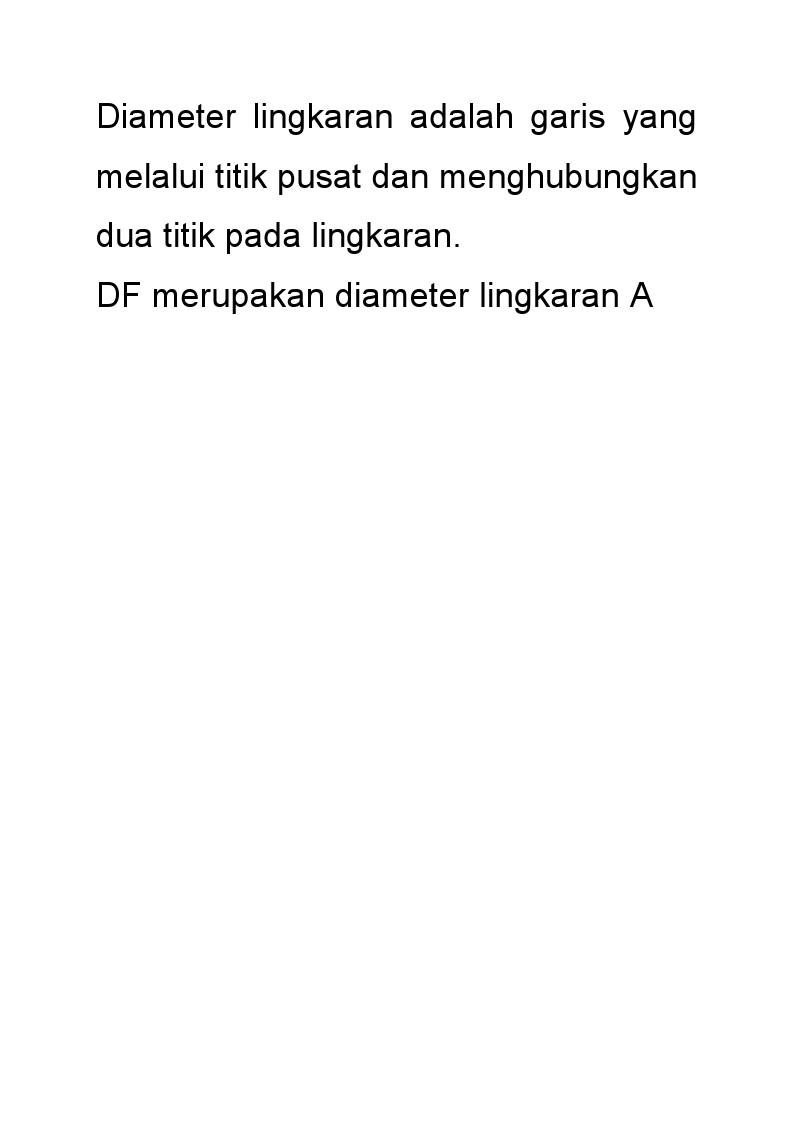 Diameter lingkaran adalah garis yang
melalui titik pusat dan menghubungkan
dua titik pada lingkaran.
DF merupakan diameter lingkaran A